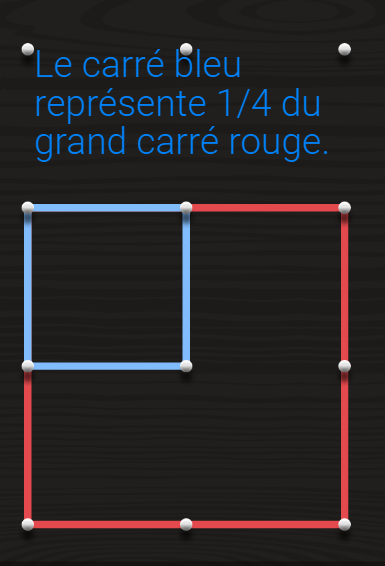 Le carré bleu
représente 1/4 du
grand carré rouge.